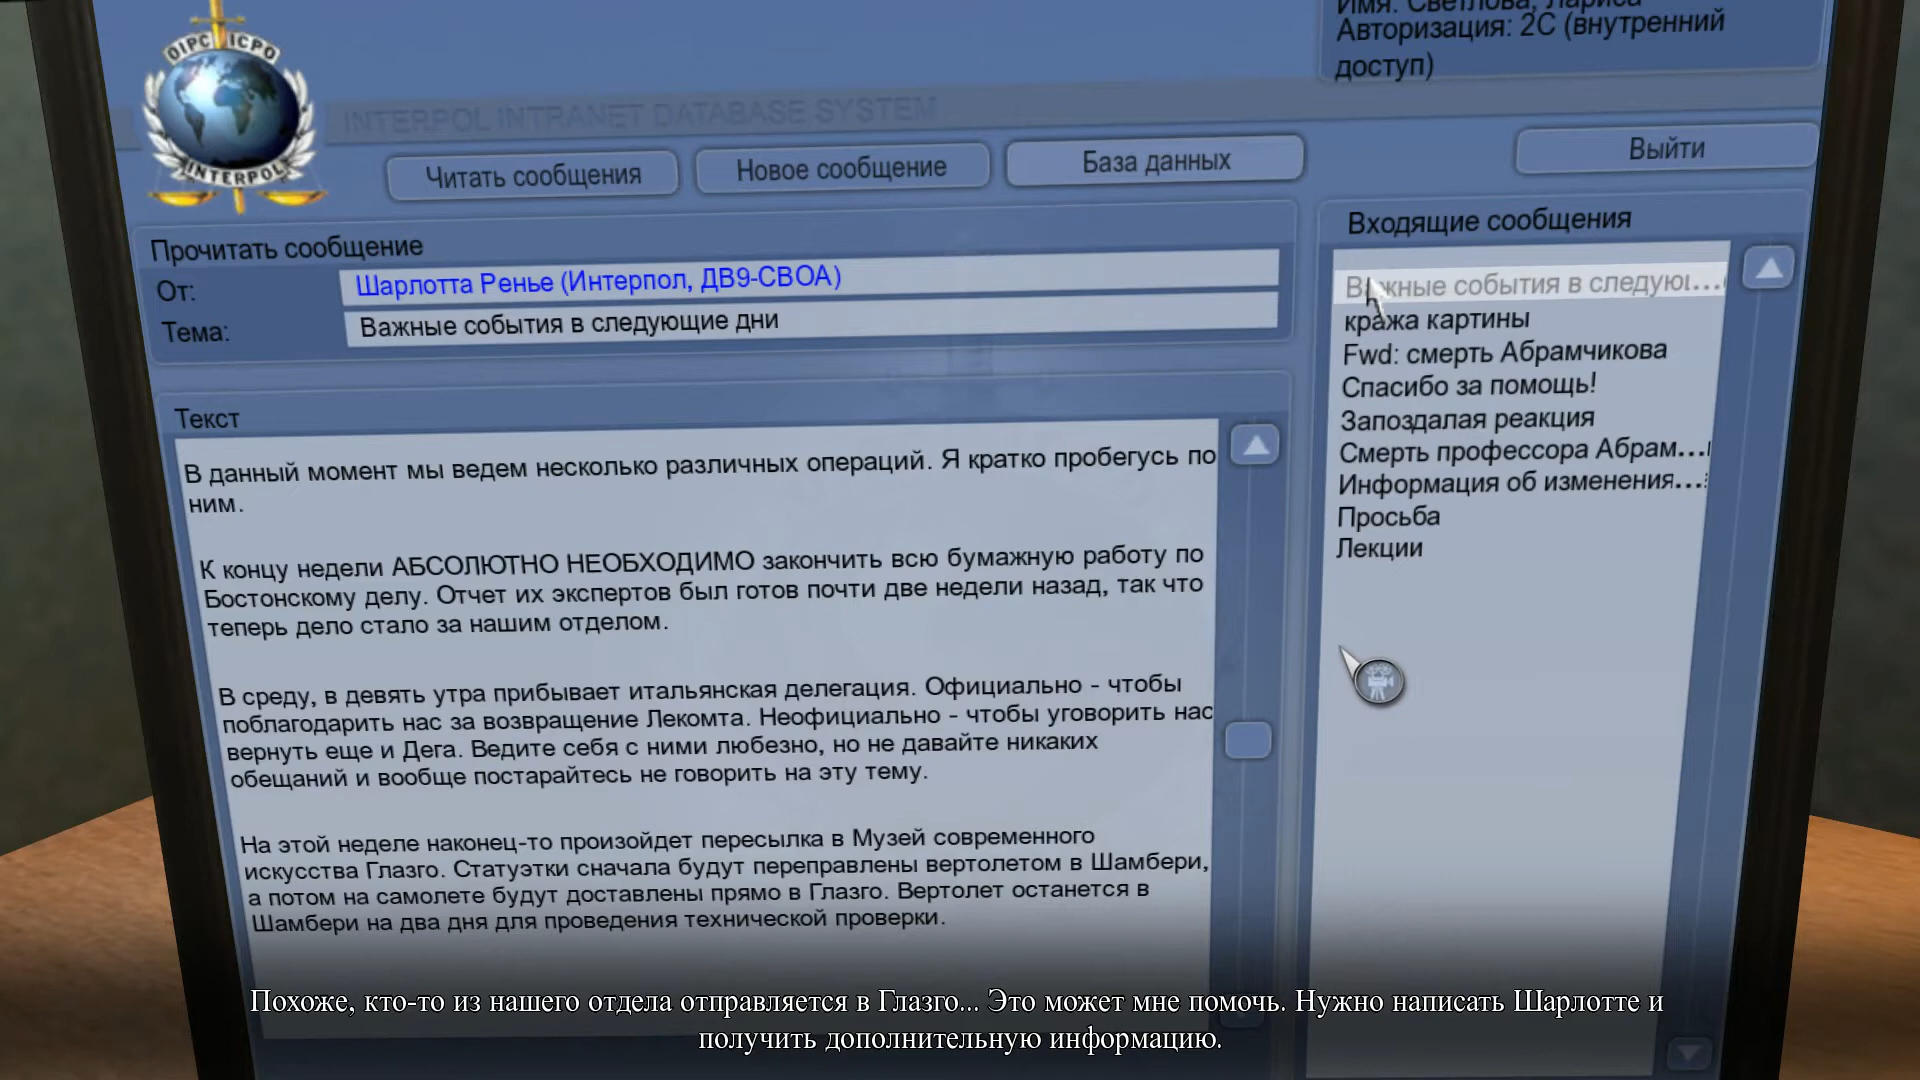 Имя: Светлова, Лариса
Авторизация: 2C (внутренний
доступ)
OIPC ICPO
INTERPOL
INTERPOL INTRANET DATABASE SYSTEM
Читать сообщения
Новое сообщение
База данных
Выйти
Прочитать сообщение
От:
Шарлотта Ренье (Интерпол, ДВ9-СВОА)
Тема:
Важные события в следующие дни
Текст
В данный момент мы ведем несколько различных операций. Я кратко пробегусь по
ним.
К концу недели АБСОЛЮТНО НЕОБХОДИМО закончить всю бумажную работу по
Бостонскому делу. Отчет их экспертов был готов почти две недели назад, так что
теперь дело стало за нашим отделом.
В среду, в девять утра прибывает итальянская делегация. Официально - чтобы
поблагодарить нас за возвращение Лекомта. Неофициально - чтобы уговорить нас
вернуть еще и Дега. Ведите себя с ними любезно, но не давайте никаких
обещаний и вообще постарайтесь не говорить на эту тему.
На этой неделе наконец-то произойдет пересылка в Музей современного
искусства Глазго. Статуэтки сначала будут переправлены вертолетом в Шамбери,
а потом на самолете будут доставлены прямо в Глазго. Вертолет останется в
Шамбери на два дня для проведения технической проверки.
Входящие сообщения
Важные события в следующ...
кража картины
Fwd: смерть Абрамчикова
Спасибо за помощь!
Запоздалая реакция
Смерть профессора Абрам...
Информация об изменения...
Просьба
Лекции
Похоже, кто-то из нашего отдела отправляется в Глазго... Это может мне помочь. Нужно написать Шарлотте и
получить дополнительную информацию.